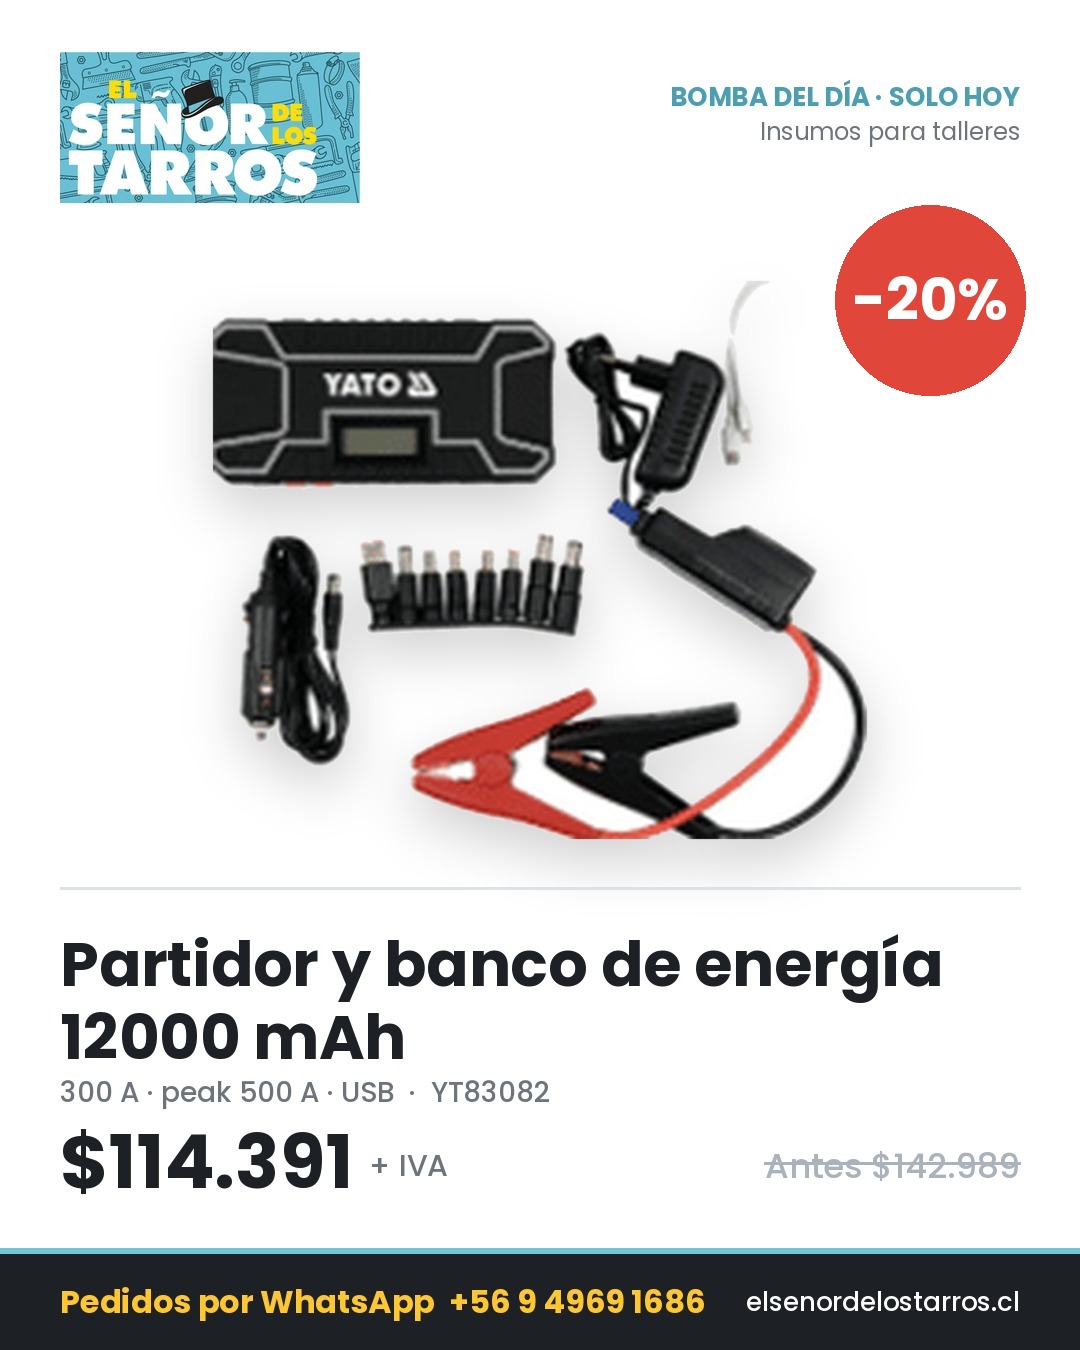 EL
SEÑOR DE LOS
TARROS
BOMBA DEL DÍA · SOLO HOY
Insumos para talleres
-20%
YATO
Partidor y banco de energía
12000 mAh
300 A · peak 500 A · USB · YT83082
$114.391 + IVA
Antes $142.989
Pedidos por WhatsApp +56 9 4969 1686
elsenordelostarros.cl